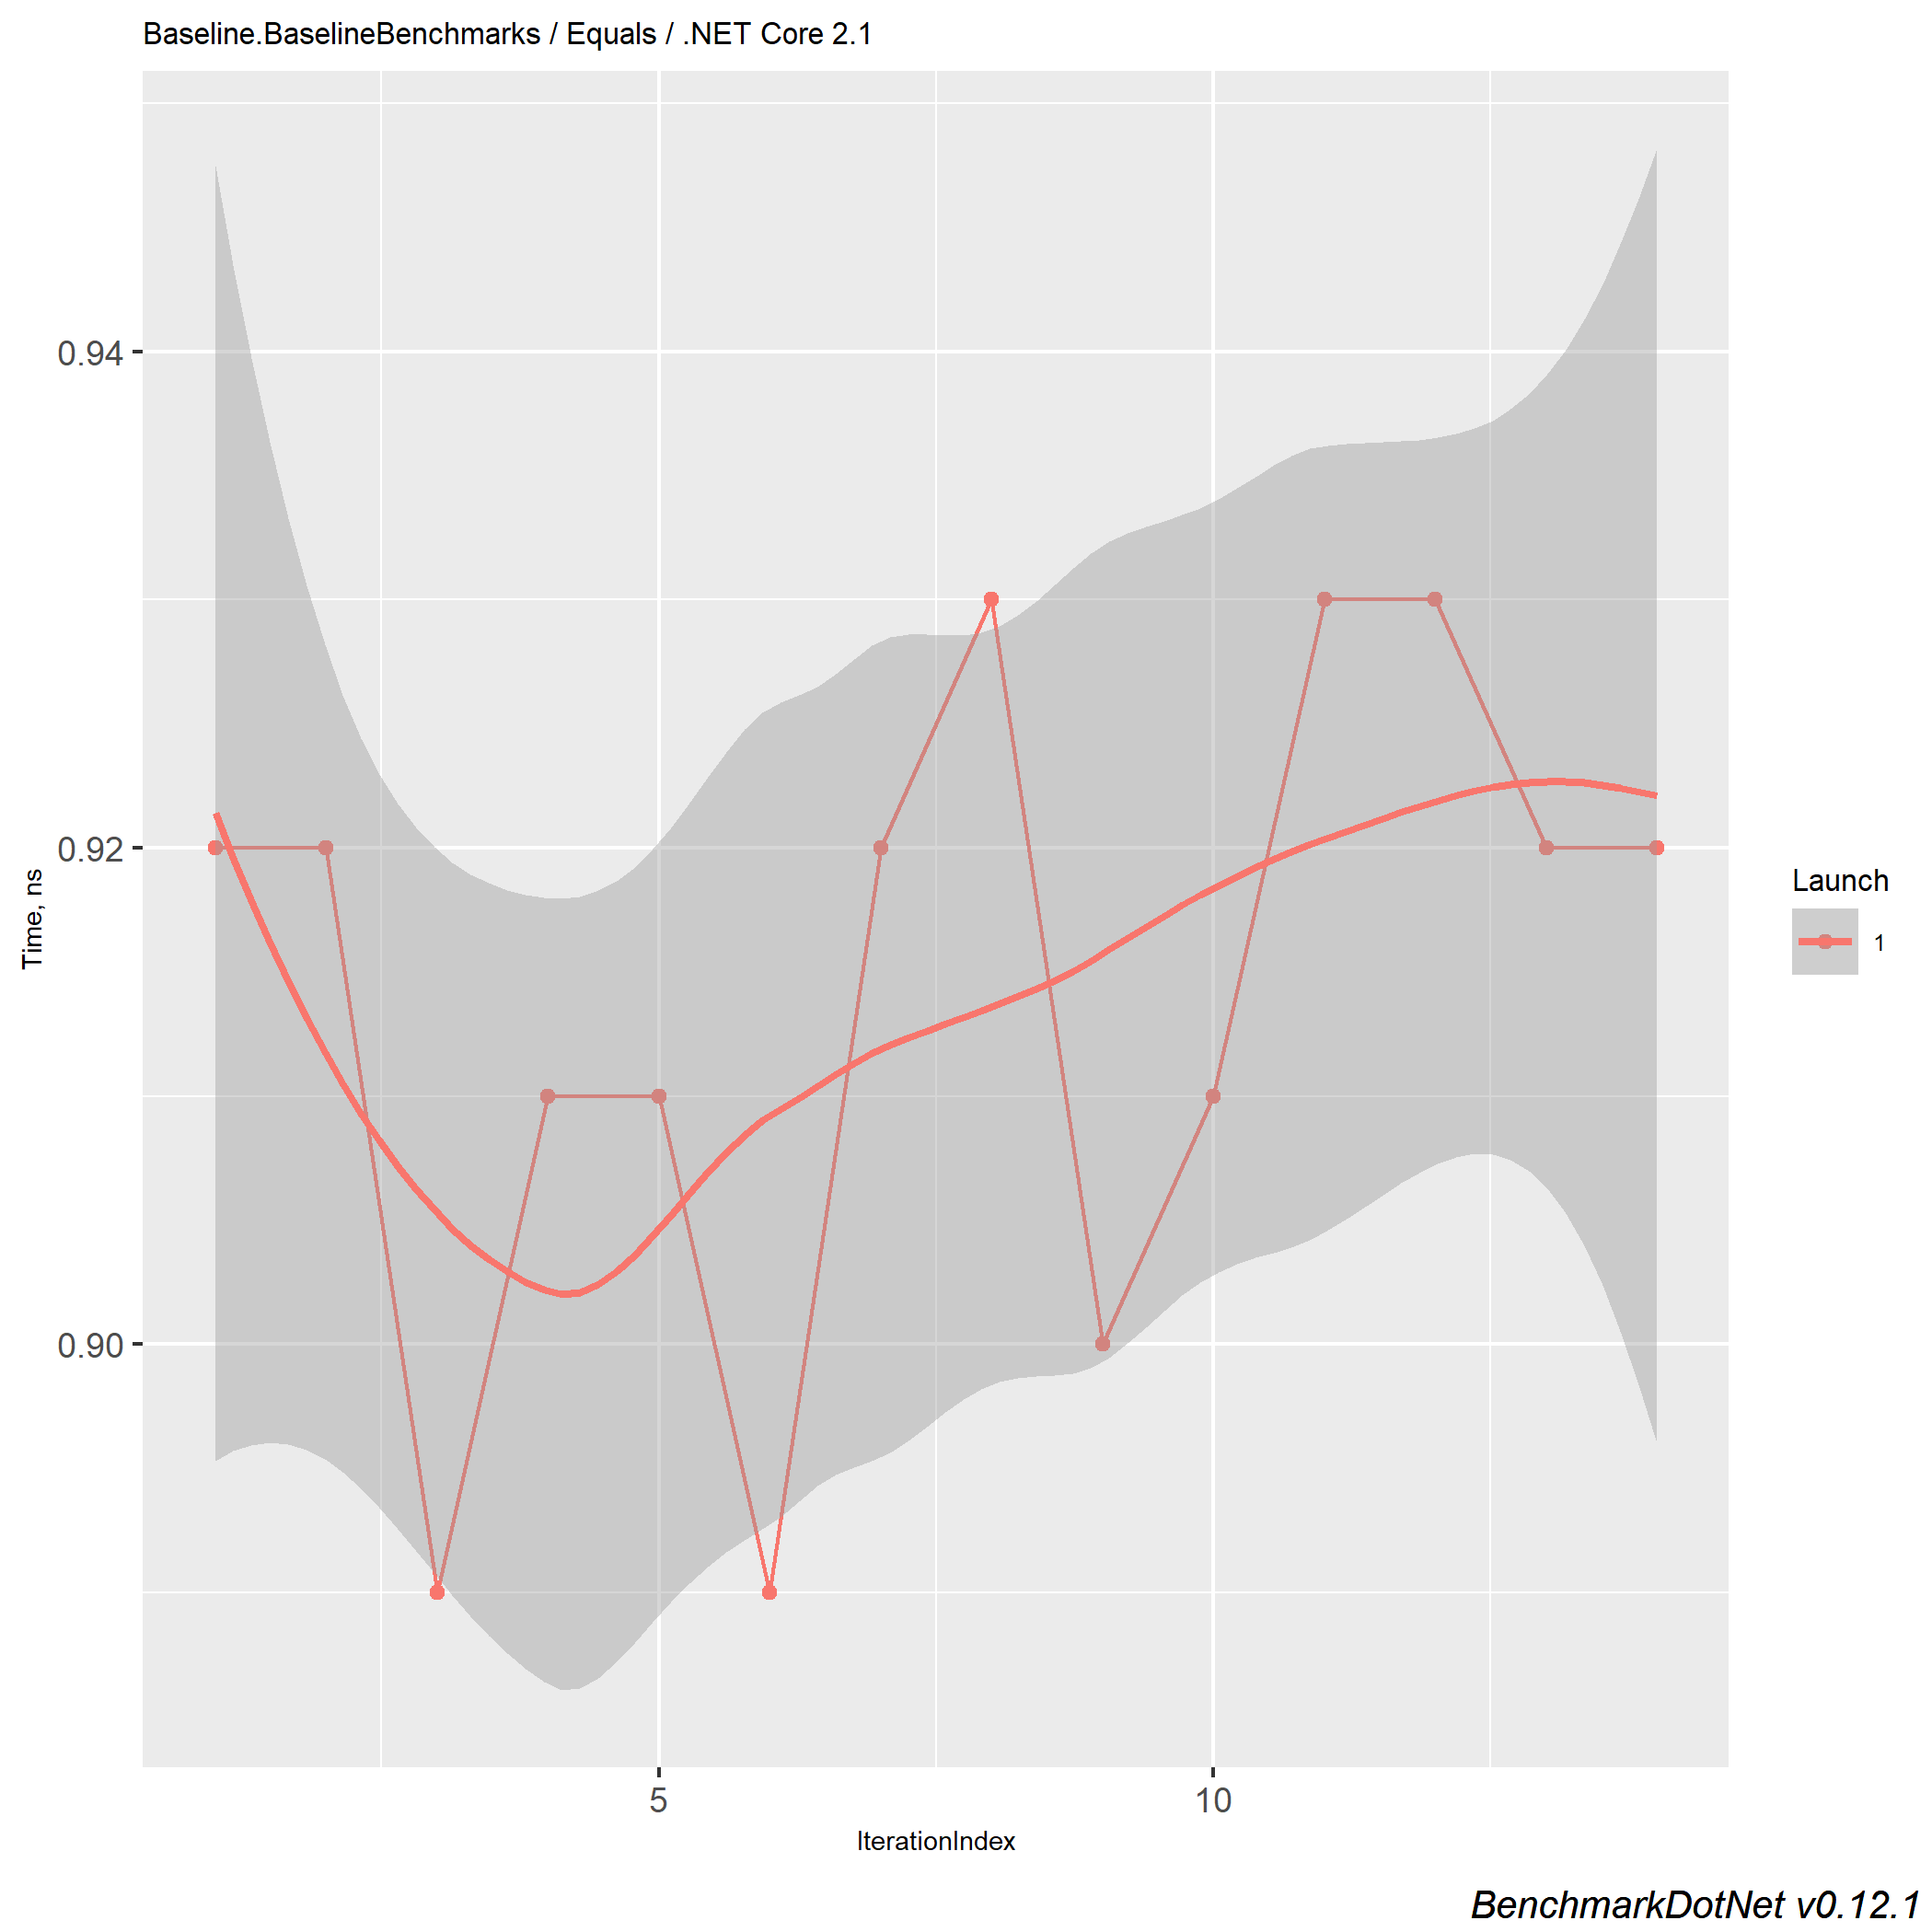 Baseline.BaselineBenchmarks / Equals / .NET Core 2.1
0.94
0.92
0.90
Time, ns
5
10
IterationIndex
Launch
1
BenchmarkDotNet v0.12.1